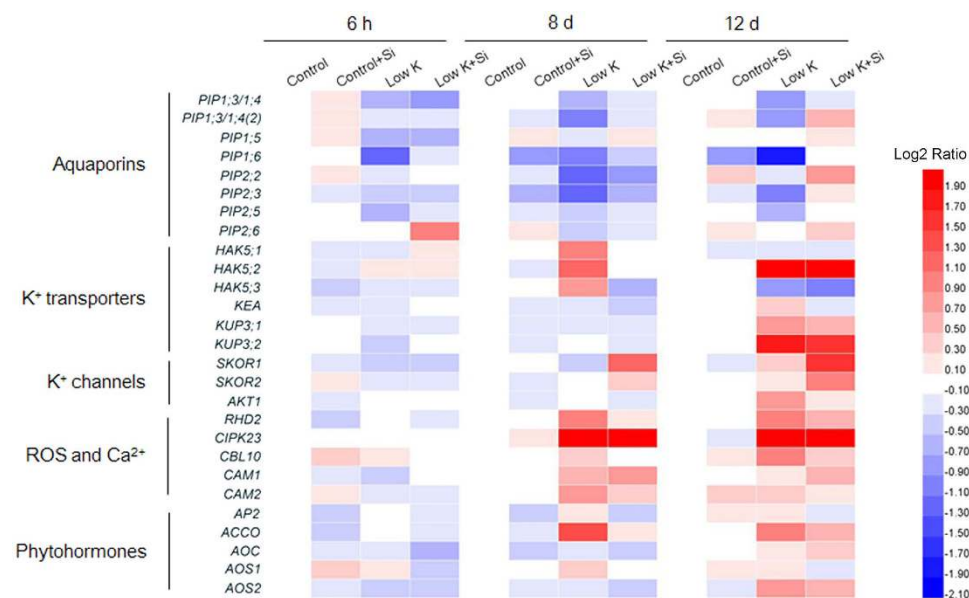 6 h 8 d 12 d
Control Control+Si Low K Low K+Si Control Control+Si Low K Low K+Si Control Control+Si Low K Low K+Si
Aquaporins
PIP1;3/1;4
PIP1;3/1;4(2)
PIP1;5
PIP1;6
PIP2;2
PIP2;3
PIP2;5
PIP2;6
K+ transporters
HAK5;1
HAK5;2
HAK5;3
KEA
KUP3;1
KUP3;2
K+ channels
SKOR1
SKOR2
AKT1
ROS and Ca2+
RHD2
CIPK23
CBL10
CAM1
CAM2
Phytohormones
AP2
ACCO
AOC
AOS1
AOS2
Log2 Ratio
1.90
1.70
1.50
1.30
1.10
0.90
0.70
0.50
0.30
0.10
-0.10
-0.30
-0.50
-0.70
-0.90
-1.10
-1.30
-1.50
-1.70
-1.90
-2.10